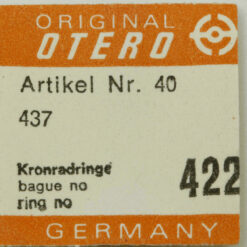 ORIGINAL
OTERO
Artikel Nr. 40
437
Kronradringe
bague no
ring no
422
GERMANY